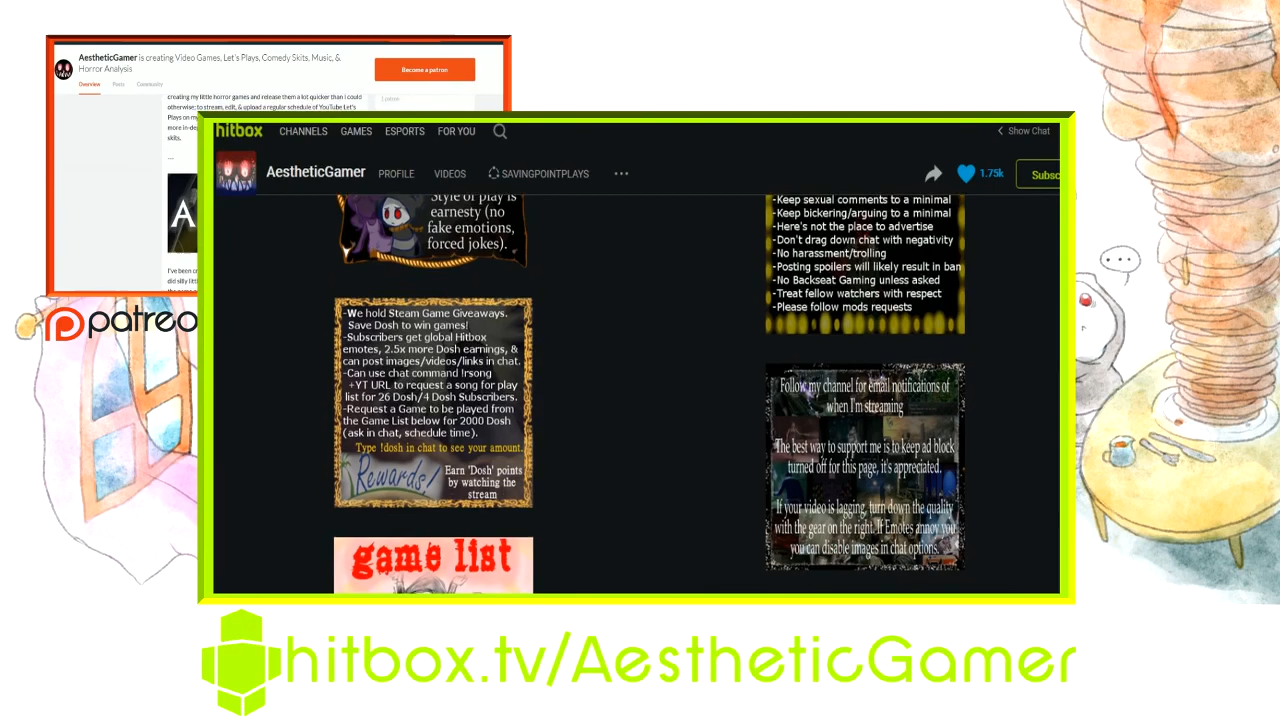 AestheticGamer is creating Video Games, Let's Plays, Comedy Skits, Music, &
Horror Analysis
Become a patron
Overview
Posts
Community
1 patron
creating my little horror games and release them a lot quicker than I could
otherwise; to stream, edit, & upload a regular schedule of YouTube Let's
Plays on my
more in-dep
skits.
....
A
I've been cr
did silly littl
patreo
hitbox
CHANNELS
GAMES
ESPORTS
FOR YOU
Show Chat
AestheticGamer
PROFILE
VIDEOS
SAVINGPOINTPLAYS
1.75k
Subsc
Style of play is
earnesty (no
fake emotions,
forced jokes).
-We hold Steam Game Giveaways.
Save Dosh to win games!
-Subscribers get global Hitbox
emotes, 2.5x more Dosh earnings, &
can post images/videos/links in chat.
-Can use chat command !rsong
+YT URL to request a song for play
list for 26 Dosh/4 Dosh Subscribers.
-Request a Game to be played from
the Game List below for 2000 Dosh
(ask in chat, schedule time).
Type !dosh in chat to see your amount.
Rewards!
Earn 'Dosh' points
by watching the
stream
game list
-Keep sexual comments to a minimal
-Keep bickering/arguing to a minimal
-Here's not the place to advertise
-Don't drag down chat with negativity
-No harassment/trolling
-Posting spoilers will likely result in ban
-No Backseat Gaming unless asked
-Treat fellow watchers with respect
-Please follow mods requests
Follow my channel for email notifications of
when I'm streaming
The best way to support me is to keep ad block
turned off for this page, it's appreciated.
If your video is lagging, turn down the quality
with the gear on the right. If Emotes annoy you
you can disable images in chat options.
hitbox.tv/AestheticGamer